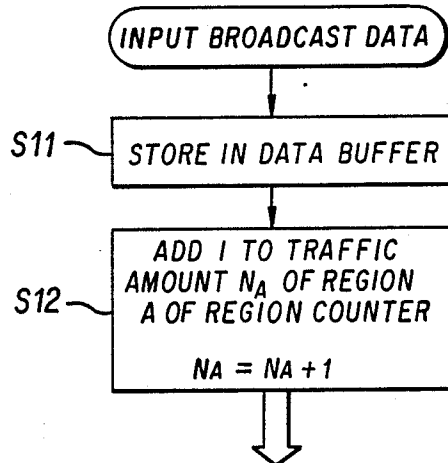 INPUT BROADCAST DATA
S11
STORE IN DATA BUFFER
S12
ADD 1 TO TRAFFIC
AMOUNT NA OF REGION
A OF REGION COUNTER
NA = NA + 1